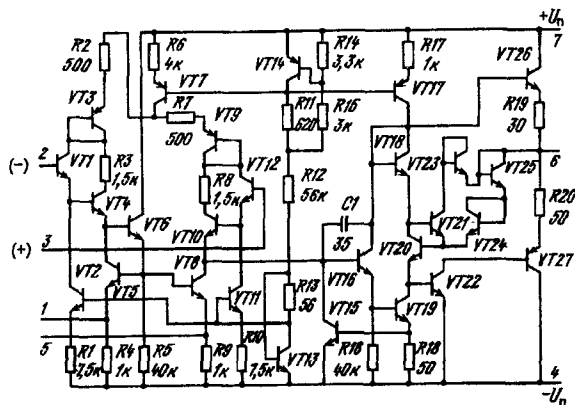 +Uп
7
R2
500
R6
4к
VT7
VT14
R14
3,3к
R17
1к
VT26
VT3
R7
500
VT9
R11
620
R16
3к
VT17
R19
30
(-)
2
VT1
R3
1,5к
R8
1,5к
VT12
VT18
VT23
VT25
6
VT4
VT6
VT10
R12
56к
C1
35
VT21
VT24
R20
50
(+)
3
VT20
VT2
VT5
VT8
VT11
R13
56
VT16
VT15
VT22
VT27
1
VT19
5
R1
7,5к
R4
1к
R5
40к
R9
1к
R10
7,5к
VT13
R18
40к
R18
50
4
-Uп